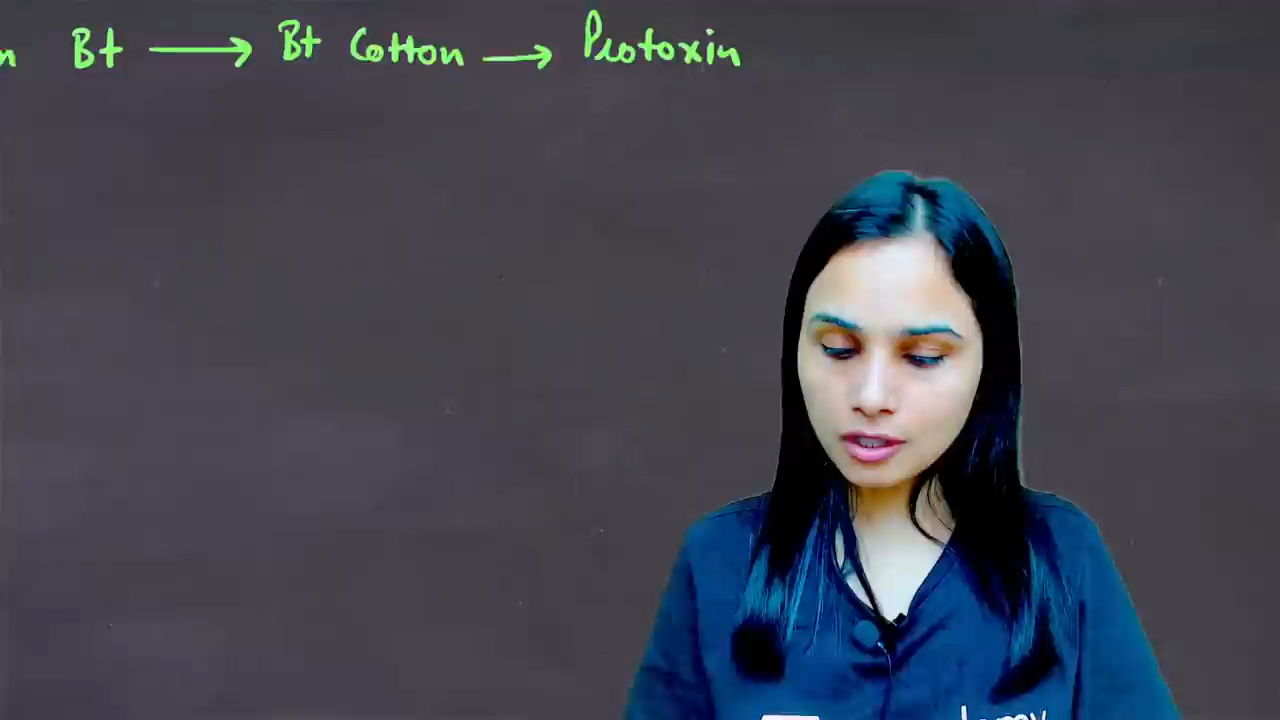 n Bt → Bt Cotton → Protoxin